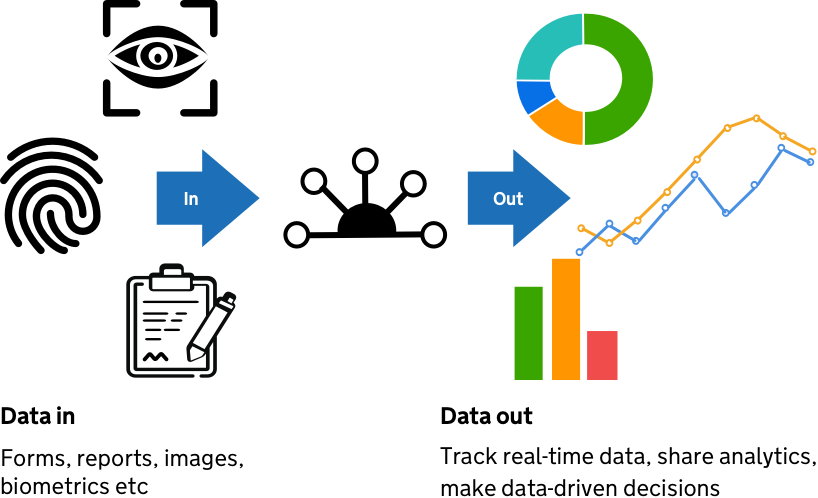 In
Out
Data in
Forms, reports, images,
biometrics etc
Data out
Track real-time data, share analytics,
make data-driven decisions